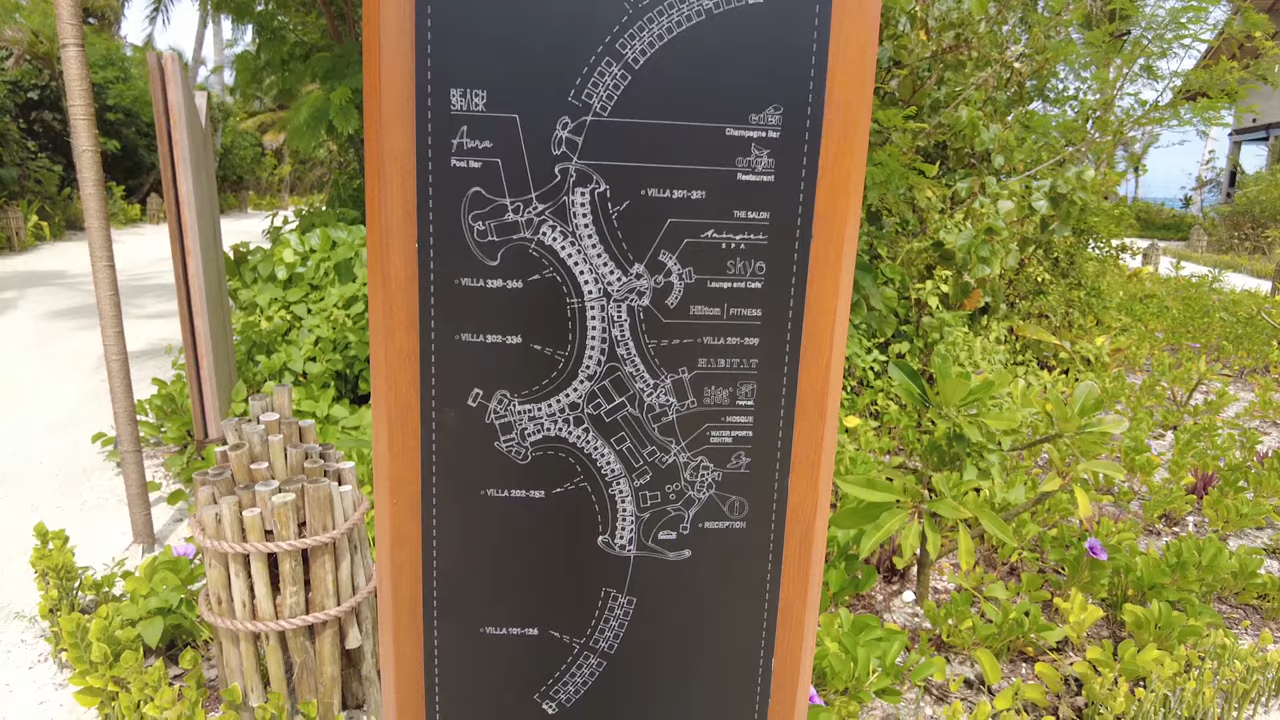 BEACH
SHACK
Aura
Pool Bar
eden
Champagne Bar
origin
Restaurant
VILLA 301-321
THE SALON
SPA
skye
Lounge and Cafe'
VILLA 338-366
Hilton | FITNESS
VILLA 302-336
VILLA 201-209
HABITAT
kids'
club
MOSQUE
WATER SPORTS
CENTRE
VILLA 202-252
RECEPTION
VILLA 101-126